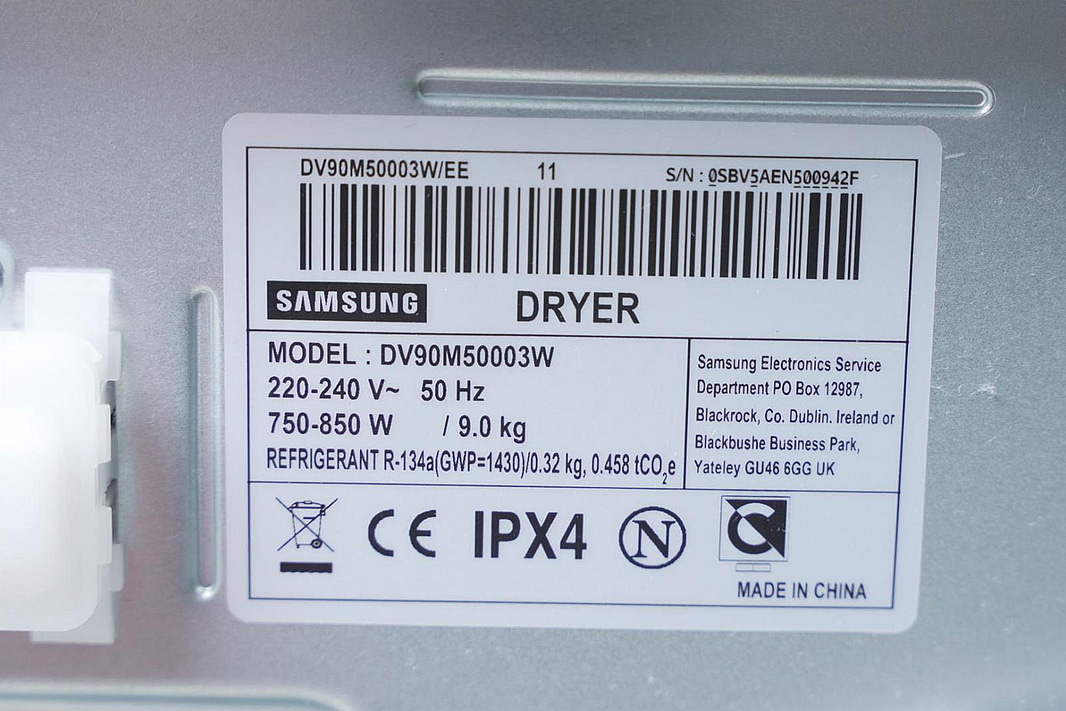 DV90M50003W/EE 11 S/N : 0SBV5AEN500942F
SAMSUNG DRYER
MODEL : DV90M50003W
220-240 V~ 50 Hz
750-850 W / 9.0 kg
REFRIGERANT R-134a(GWP=1430)/0.32 kg, 0.458 tCO2e
Samsung Electronics Service
Department PO Box 12987,
Blackrock, Co. Dublin. Ireland or
Blackbushe Business Park,
Yateley GU46 6GG UK
CE IPX4 N
MADE IN CHINA